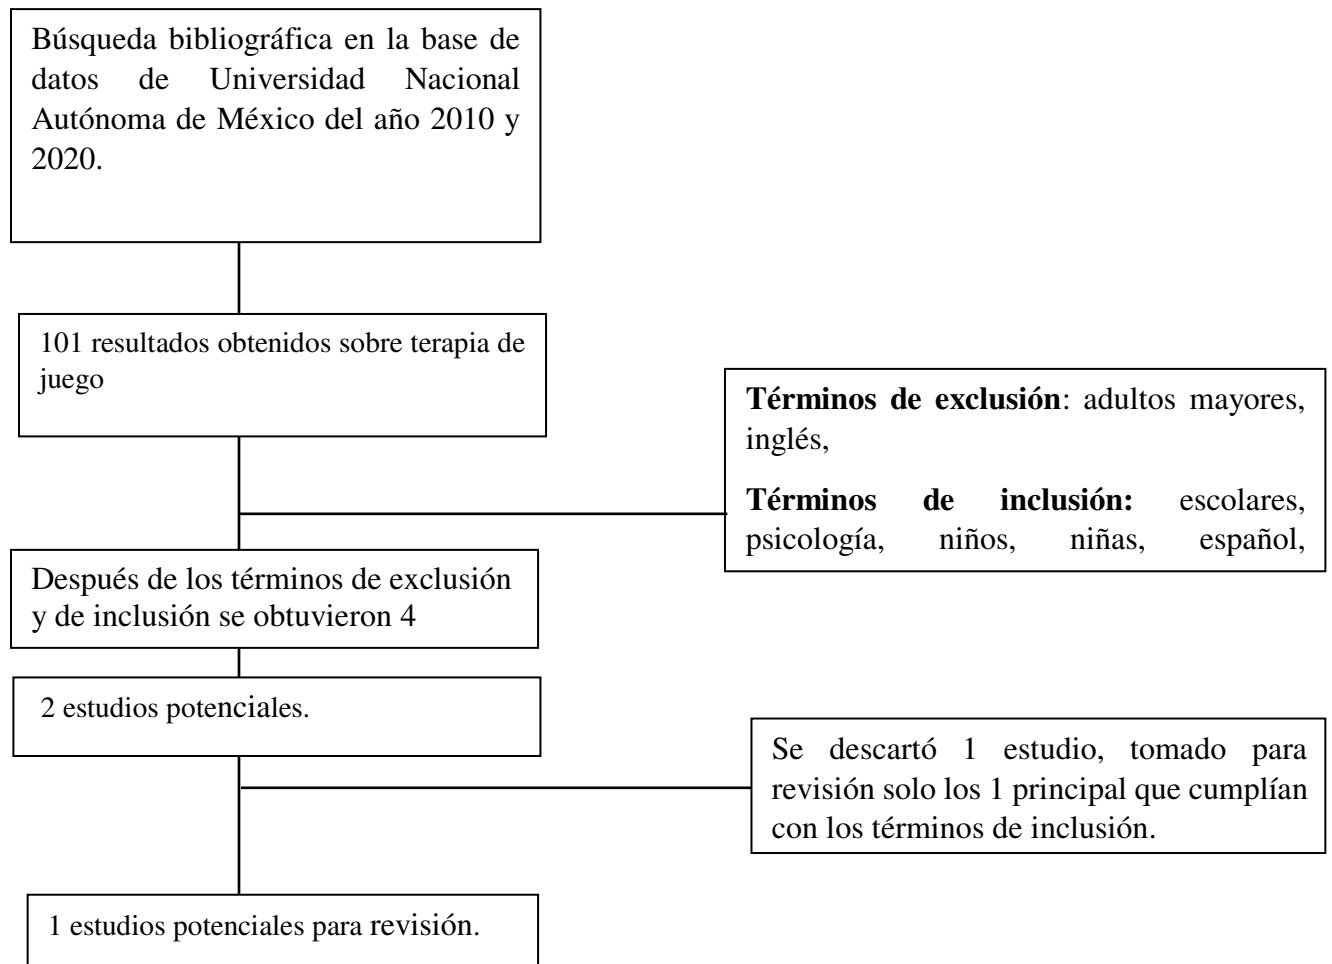 Búsqueda bibliográfica en la base de
datos de Universidad Nacional
Autónoma de México del año 2010 y
2020.
101 resultados obtenidos sobre terapia de
juego
Términos de exclusión: adultos mayores,
inglés,
Términos de inclusión: escolares,
psicología, niños, niñas, español,
Después de los términos de exclusión
y de inclusión se obtuvieron 4
2 estudios potenciales.
Se descartó 1 estudio, tomado para
revisión solo los 1 principal que cumplían
con los términos de inclusión.
1 estudios potenciales para revisión.